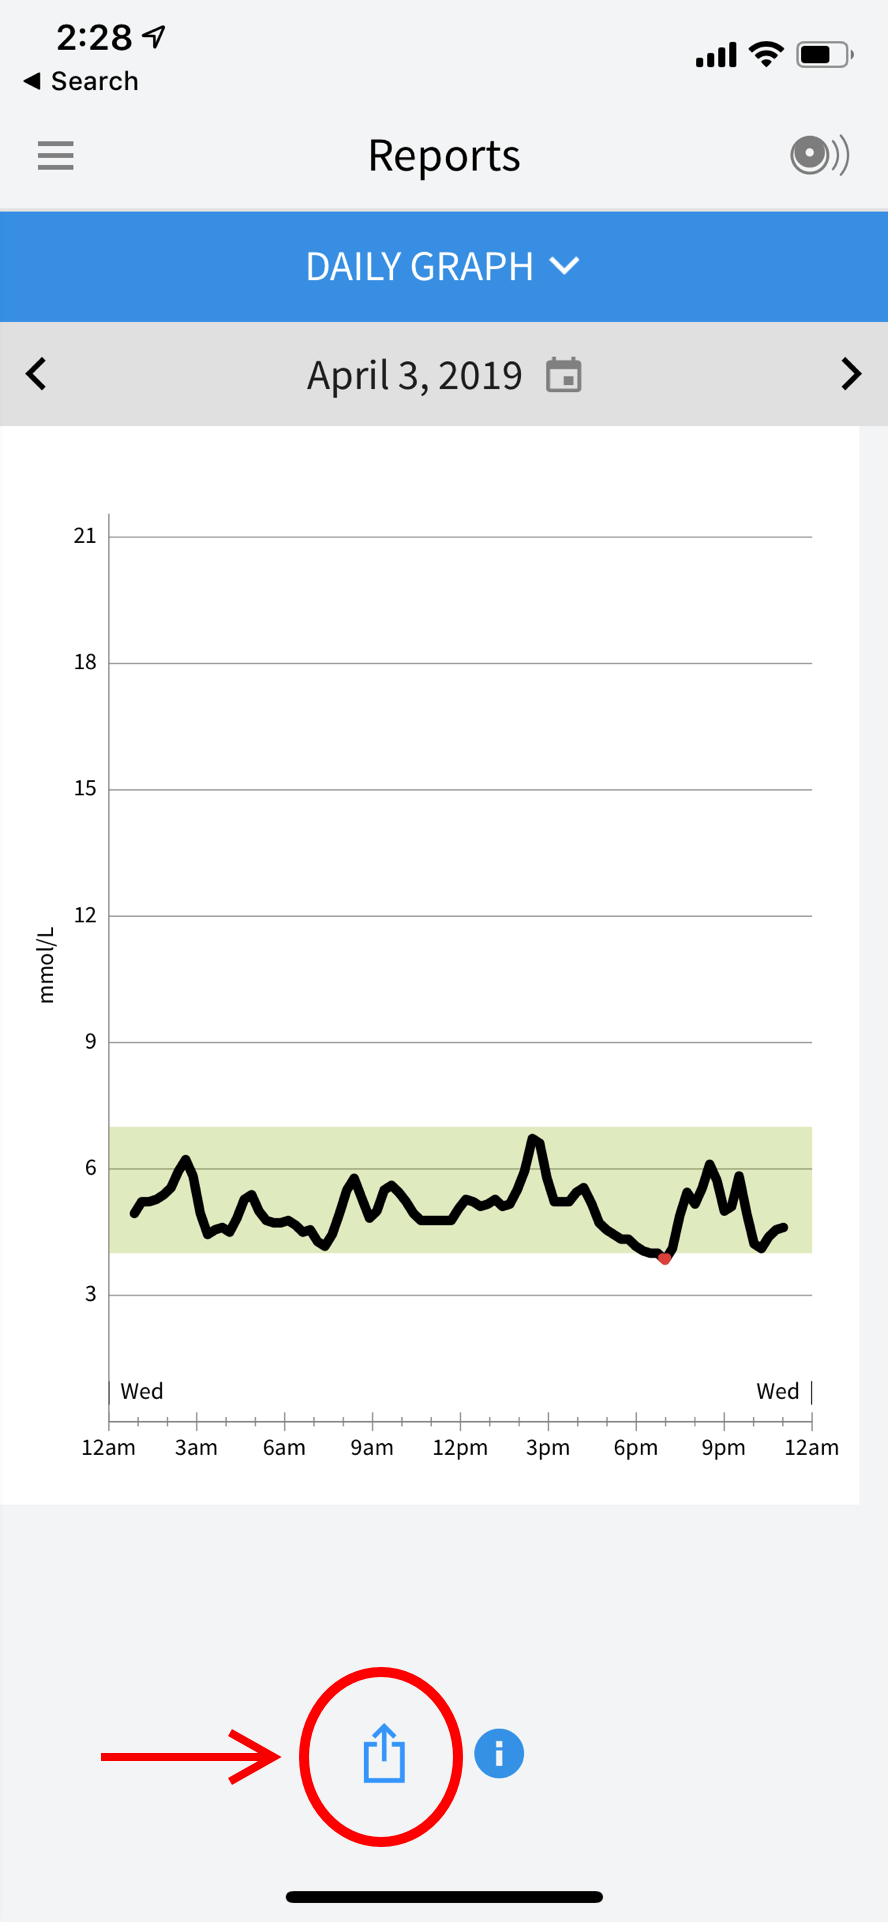 2:28
Search
Reports
DAILY GRAPH
April 3, 2019
21
18
15
12
mmol/L
9
6
3
Wed Wed
12am 3am 6am 9am 12pm 3pm 6pm 9pm 12am
i